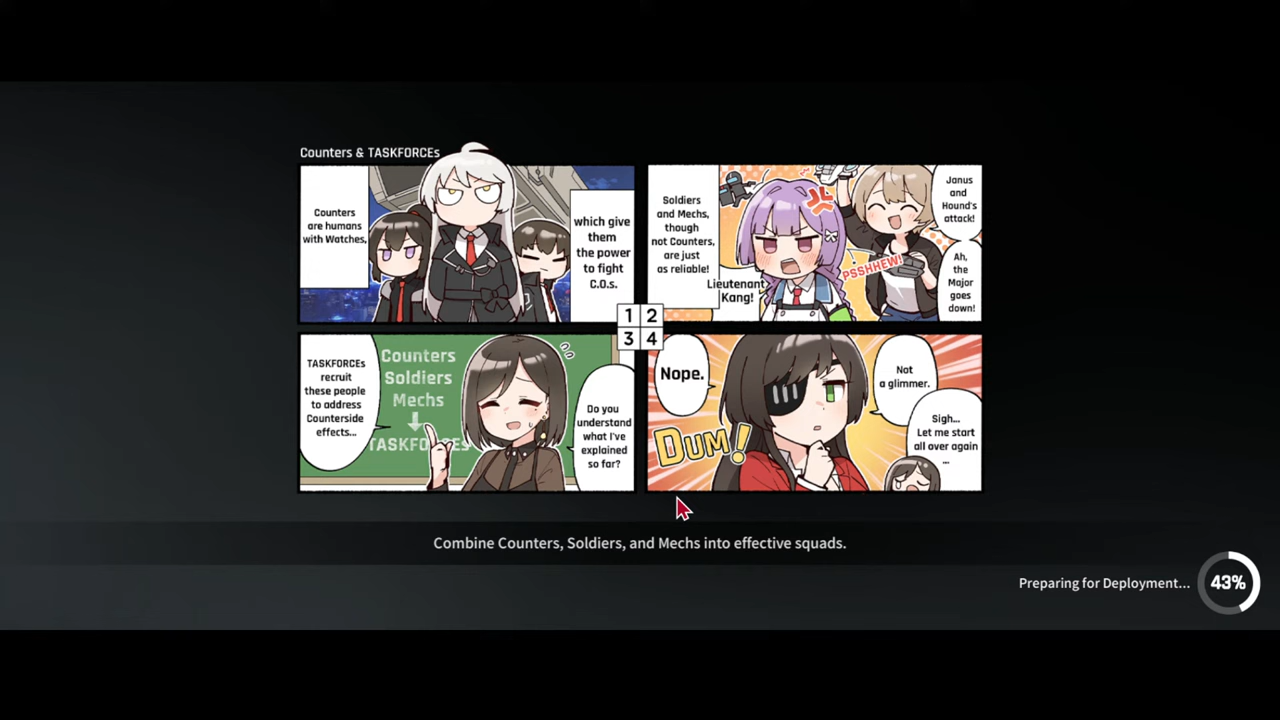 Counters & TASKFORCEs
Counters
are humans
with Watches,
which give
them
the power
to fight
C.O.s.
Soldiers
and Mechs,
though
not Counters,
are just
as reliable!
Lieutenant
Kang!
PSSHHEW!
Janus
and
Hound's
attack!
Ah,
the
Major
goes
down!
1 2
3 4
TASKFORCEs
recruit
these people
to address
Counterside
effects...
Counters
Soldiers
Mechs
TASKFORCES
Do you
understand
what I've
explained
so far?
Nope.
DUM!
Not
a glimmer.
Sigh...
Let me start
all over again
...
Combine Counters, Soldiers, and Mechs into effective squads.
Preparing for Deployment...
43%